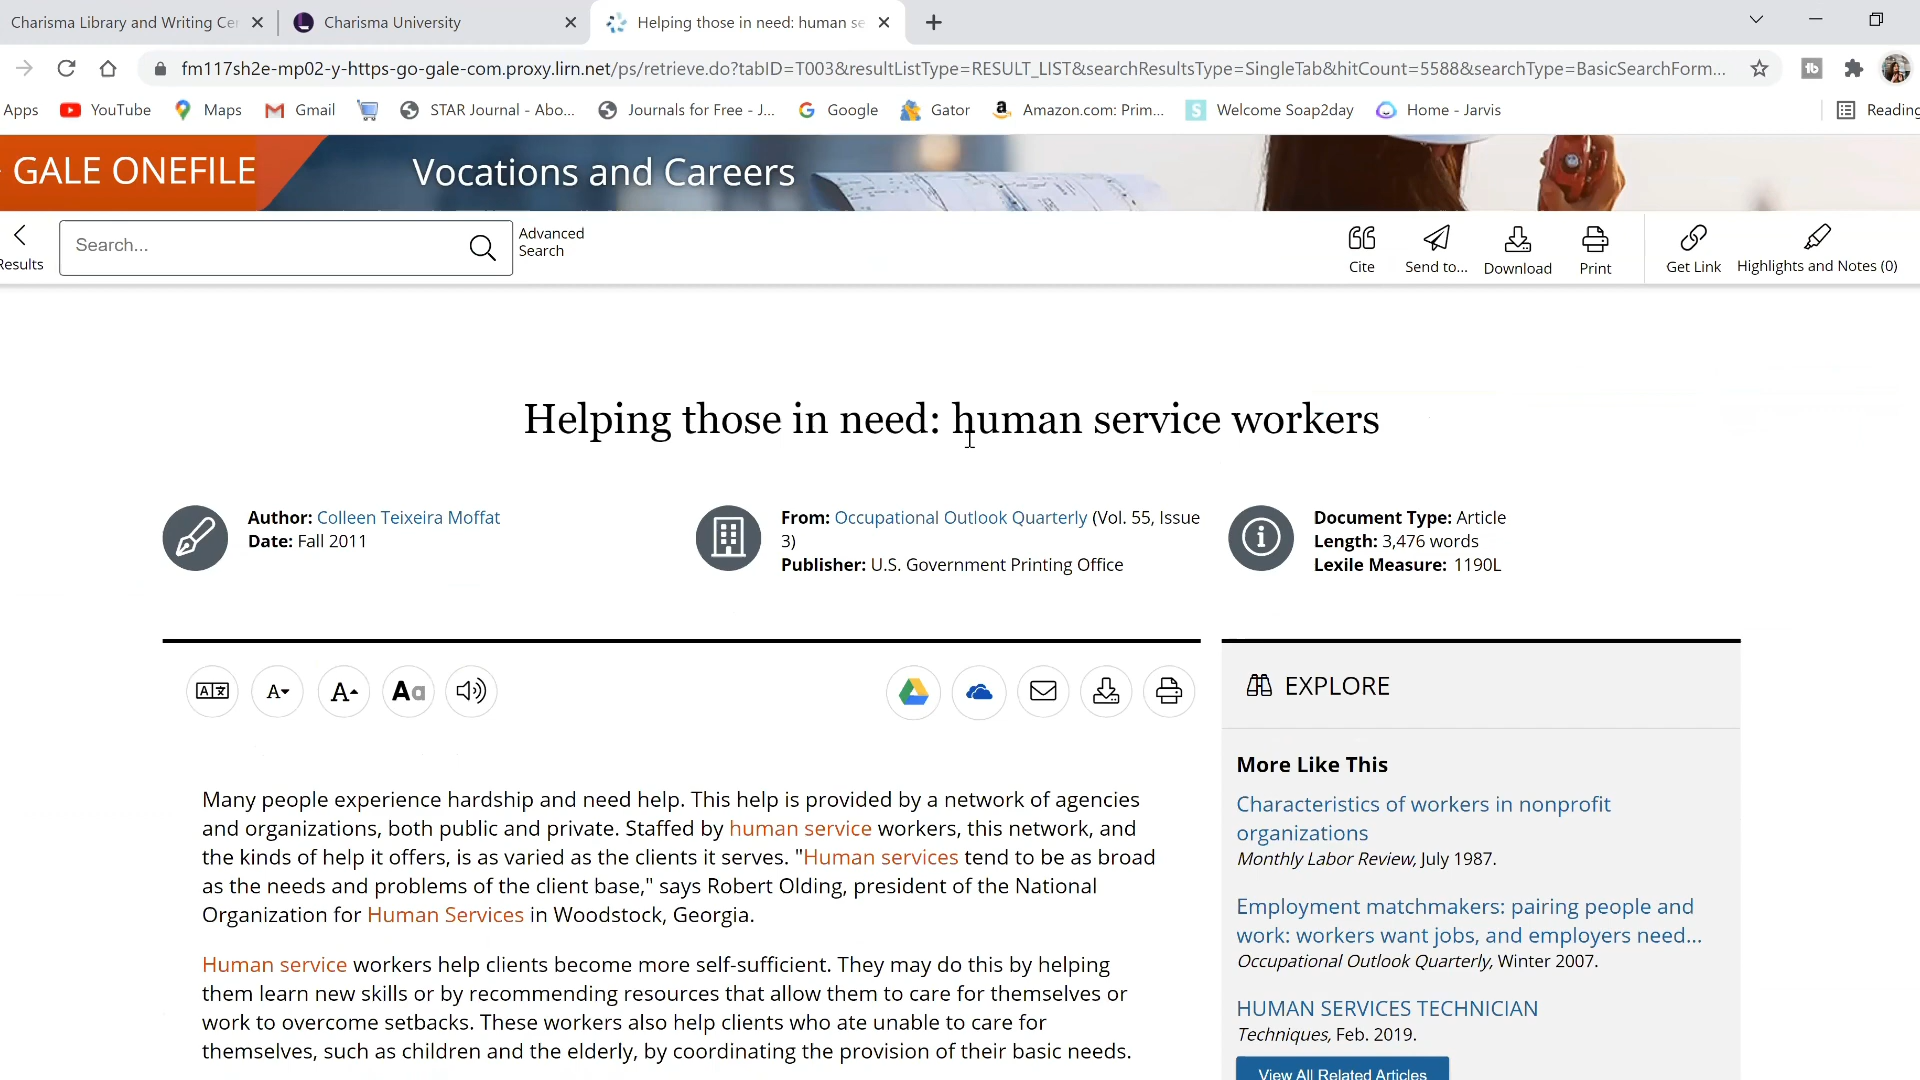 Charisma Library and Writing Cen
Charisma University
Helping those in need: human se
fm117sh2e-mp02-y-https-go-gale-com.proxy.lirn.net/ps/retrieve.do?tabID=T003&resultListType=RESULT_LIST&searchResultsType=SingleTab&hitCount=5588&searchType=BasicSearchForm...
Apps YouTube Maps Gmail STAR Journal - Abo... Journals for Free - J... Google Gator Amazon.com: Prim... Welcome Soap2day Home - Jarvis Reading
GALE ONEFILE Vocations and Careers
Results
Search...
Advanced
Search
Cite Send to... Download Print Get Link Highlights and Notes (0)
Helping those in need: human service workers
Author: Colleen Teixeira Moffat
Date: Fall 2011
From: Occupational Outlook Quarterly (Vol. 55, Issue
3)
Publisher: U.S. Government Printing Office
Document Type: Article
Length: 3,476 words
Lexile Measure: 1190L
Many people experience hardship and need help. This help is provided by a network of agencies
and organizations, both public and private. Staffed by human service workers, this network, and
the kinds of help it offers, is as varied as the clients it serves. "Human services tend to be as broad
as the needs and problems of the client base," says Robert Olding, president of the National
Organization for Human Services in Woodstock, Georgia.
Human service workers help clients become more self-sufficient. They may do this by helping
them learn new skills or by recommending resources that allow them to care for themselves or
work to overcome setbacks. These workers also help clients who ate unable to care for
themselves, such as children and the elderly, by coordinating the provision of their basic needs.
EXPLORE
More Like This
Characteristics of workers in nonprofit
organizations
Monthly Labor Review, July 1987.
Employment matchmakers: pairing people and
work: workers want jobs, and employers need...
Occupational Outlook Quarterly, Winter 2007.
HUMAN SERVICES TECHNICIAN
Techniques, Feb. 2019.
View All Related Articles